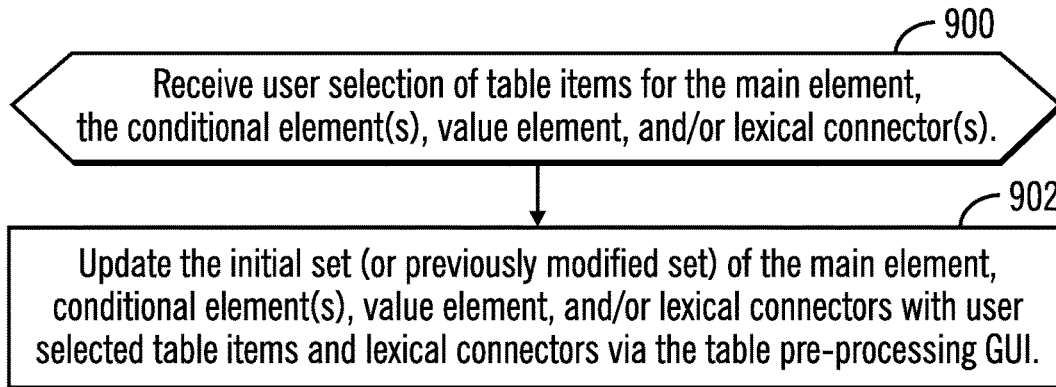 900
Receive user selection of table items for the main element,
the conditional element(s), value element, and/or lexical connector(s).
902
Update the initial set (or previously modified set) of the main element,
conditional element(s), value element, and/or lexical connectors with user
selected table items and lexical connectors via the table pre-processing GUI.